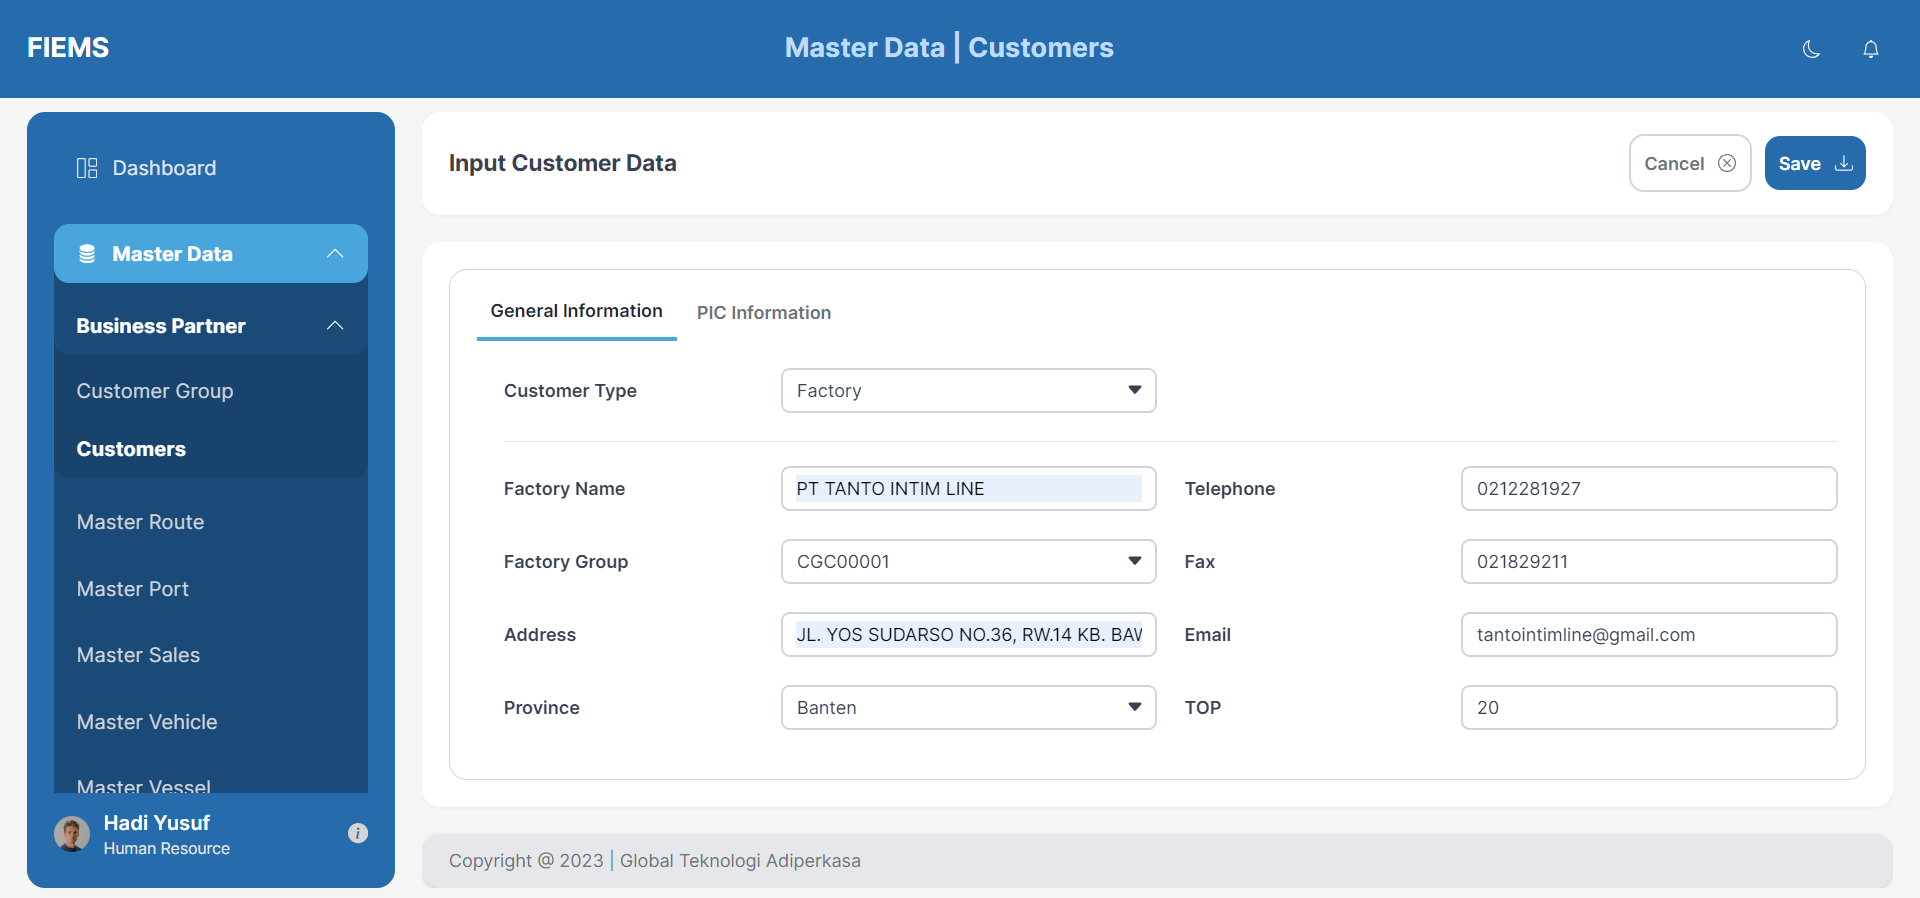 FIEMS
Master Data | Customers
Dashboard
Master Data
Business Partner
Customer Group
Customers
Master Route
Master Port
Master Sales
Master Vehicle
Master Vessel
Hadi Yusuf
Human Resource
i
Input Customer Data
Cancel
Save
General Information
PIC Information
Customer Type
Factory
Factory Name
PT TANTO INTIM LINE
Telephone
0212281927
Factory Group
CGC00001
Fax
021829211
Address
JL. YOS SUDARSO NO.36, RW.14 KB. BAW
Email
tantointimline@gmail.com
Province
Banten
TOP
20
Copyright @ 2023 | Global Teknologi Adiperkasa